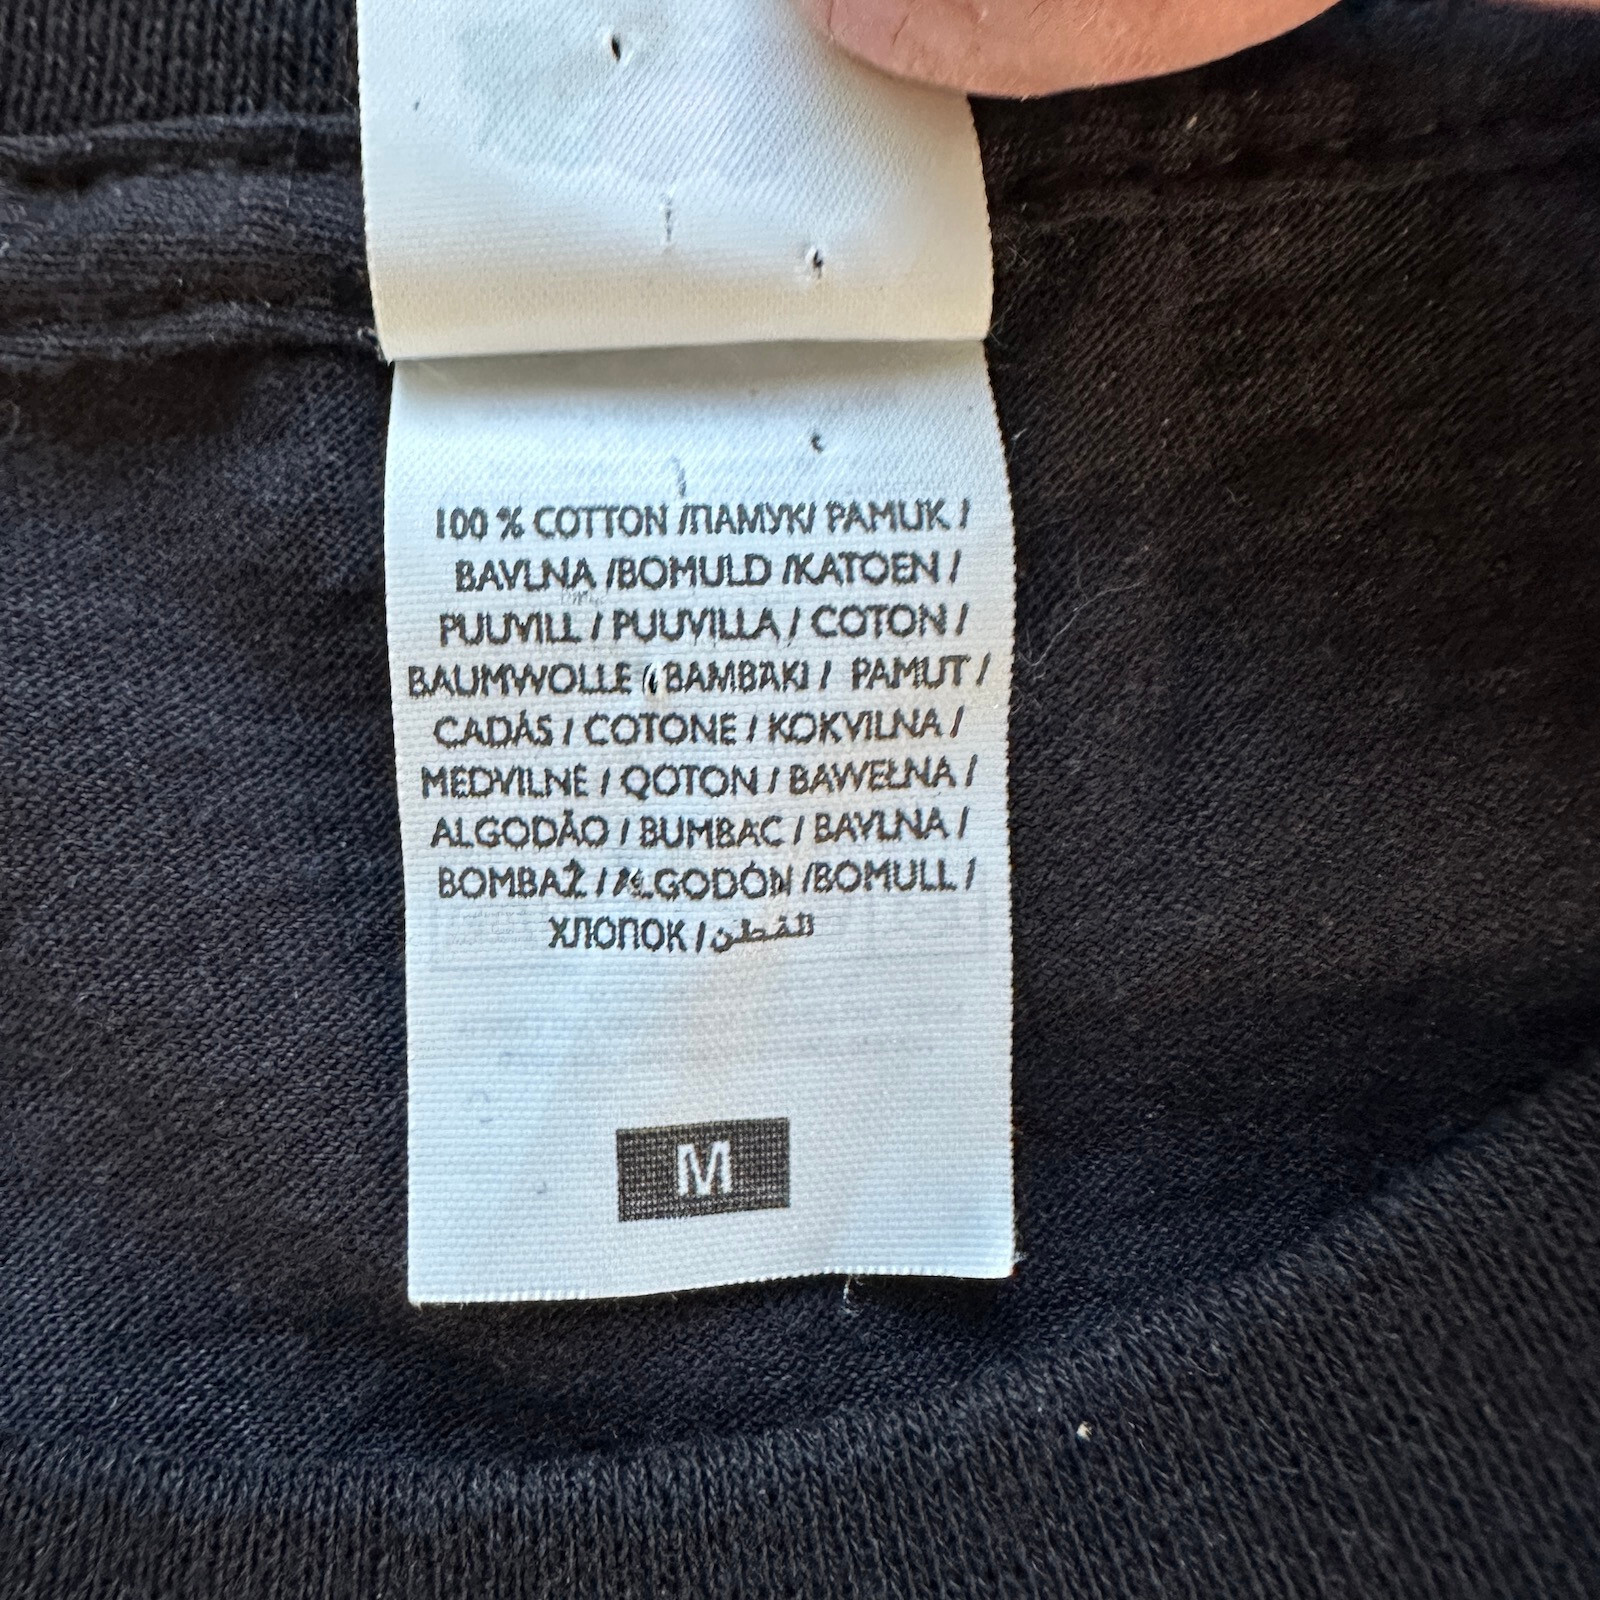 100 % COTTON /ПАМУК/ PAMUK /
BAVLNA /BOMULD /KATOEN /
PUUVILL / PUUVILLA / COTON /
BAUMWOLLE / BAMBAKI / PAMUT /
CADÁS / COTONE / KOKVILNA /
MEDVILNĖ / QOTON / BAWEŁNA /
ALGODÃO / BUMBAC / BAVLNA /
BOMBAŽ / ALGODÓN /BOMULL /
ХЛОПОК / القطن
M